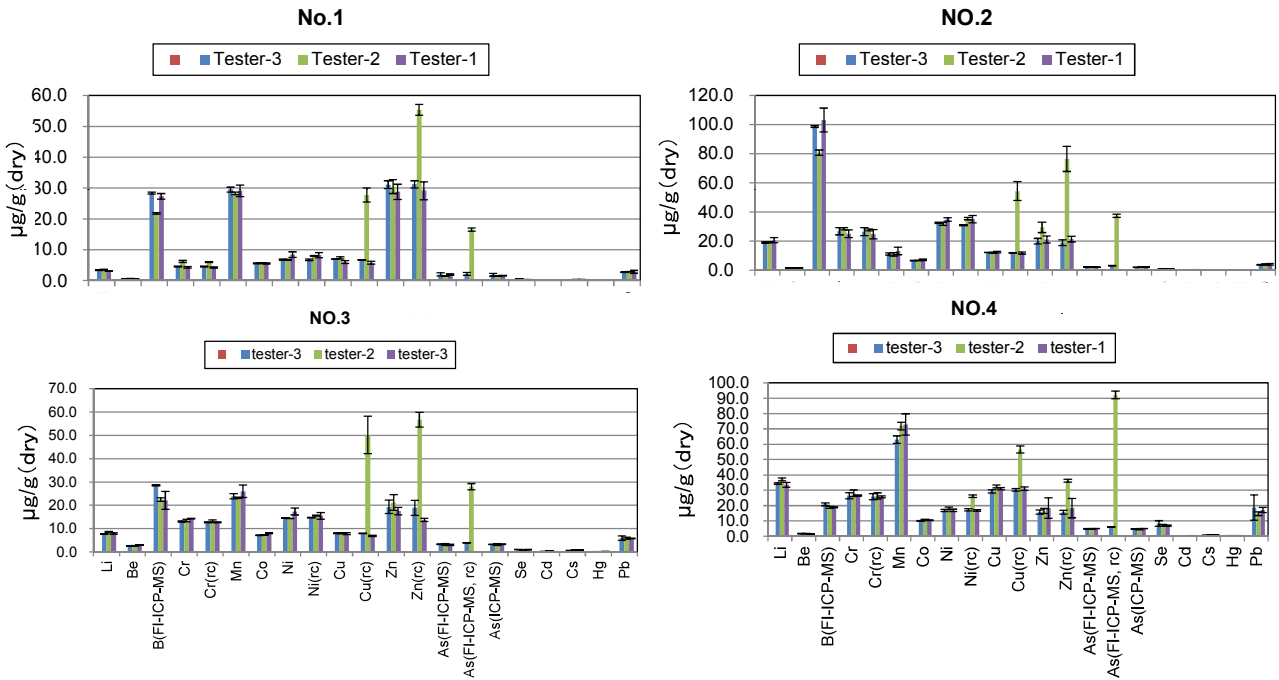 No.1
Tester-3 Tester-2 Tester-1
60.0
50.0
40.0
30.0
20.0
10.0
0.0
μg/g(dry)
NO.2
Tester-3 Tester-2 Tester-1
120.0
100.0
80.0
60.0
40.0
20.0
0.0
μg/g(dry)
NO.3
tester-3 tester-2 tester-3
70.0
60.0
50.0
40.0
30.0
20.0
10.0
0.0
μg/g(dry)
Li
Be
B(FI-ICP-MS)
Cr
Cr(rc)
Mn
Co
Ni
Ni(rc)
Cu
Cu(rc)
Zn
Zn(rc)
As(FI-ICP-MS)
As(FI-ICP-MS, rc)
As(ICP-MS)
Se
Cd
Cs
Hg
Pb
NO.4
tester-3 tester-2 tester-1
100.0
90.0
80.0
70.0
60.0
50.0
40.0
30.0
20.0
10.0
0.0
μg/g(dry)
Li
Be
B(FI-ICP-MS)
Cr
Cr(rc)
Mn
Co
Ni
Ni(rc)
Cu
Cu(rc)
Zn
Zn(rc)
As(FI-ICP-MS)
As(FI-ICP-MS, rc)
As(ICP-MS)
Se
Cd
Cs
Hg
Pb